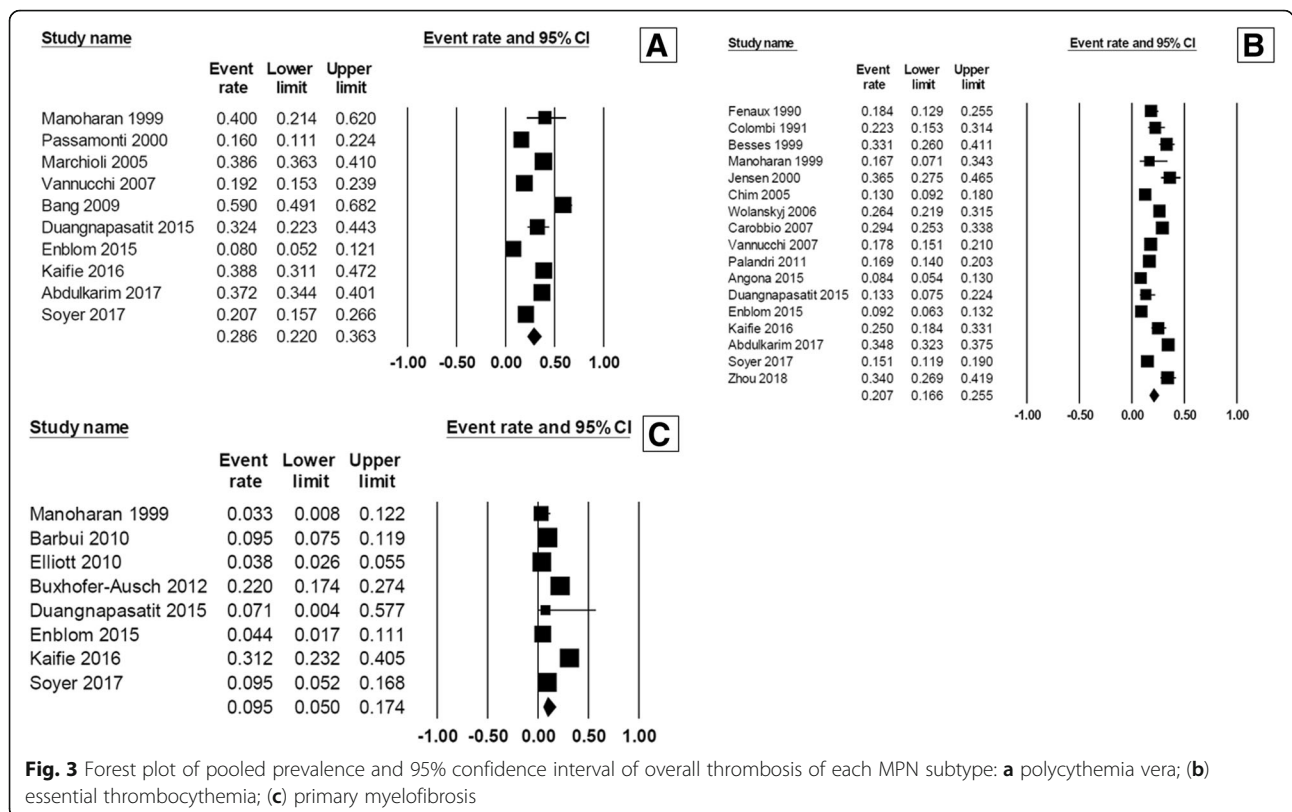 Study name Event rate and 95% CI A
Event Lower Upper
rate limit limit
Manoharan 1999 0.400 0.214 0.620
Passamonti 2000 0.160 0.111 0.224
Marchioli 2005 0.386 0.363 0.410
Vannucchi 2007 0.192 0.153 0.239
Bang 2009 0.590 0.491 0.682
Duangnapasatit 2015 0.324 0.223 0.443
Enblom 2015 0.080 0.052 0.121
Kaifie 2016 0.388 0.311 0.472
Abdulkarim 2017 0.372 0.344 0.401
Soyer 2017 0.207 0.157 0.266
0.286 0.220 0.363
-1.00 -0.50 0.00 0.50 1.00
Study name Event rate and 95% CI B
Event Lower Upper
rate limit limit
Fenaux 1990 0.184 0.129 0.255
Colombi 1991 0.223 0.153 0.314
Besses 1999 0.331 0.260 0.411
Manoharan 1999 0.167 0.071 0.343
Jensen 2000 0.365 0.275 0.465
Chim 2005 0.130 0.092 0.180
Wolanskyj 2006 0.264 0.219 0.315
Carobbio 2007 0.294 0.253 0.338
Vannucchi 2007 0.178 0.151 0.210
Palandri 2011 0.169 0.140 0.203
Angona 2015 0.084 0.054 0.130
Duangnapasatit 2015 0.133 0.075 0.224
Enblom 2015 0.092 0.063 0.132
Kaifie 2016 0.250 0.184 0.331
Abdulkarim 2017 0.348 0.323 0.375
Soyer 2017 0.151 0.119 0.190
Zhou 2018 0.340 0.269 0.419
0.207 0.166 0.255
-1.00 -0.50 0.00 0.50 1.00
Study name Event rate and 95% CI C
Event Lower Upper
rate limit limit
Manoharan 1999 0.033 0.008 0.122
Barbui 2010 0.095 0.075 0.119
Elliott 2010 0.038 0.026 0.055
Buxhofer-Ausch 2012 0.220 0.174 0.274
Duangnapasatit 2015 0.071 0.004 0.577
Enblom 2015 0.044 0.017 0.111
Kaifie 2016 0.312 0.232 0.405
Soyer 2017 0.095 0.052 0.168
0.095 0.050 0.174
-1.00 -0.50 0.00 0.50 1.00
Fig. 3 Forest plot of pooled prevalence and 95% confidence interval of overall thrombosis of each MPN subtype: a polycythemia vera; (b)
essential thrombocythemia; (c) primary myelofibrosis